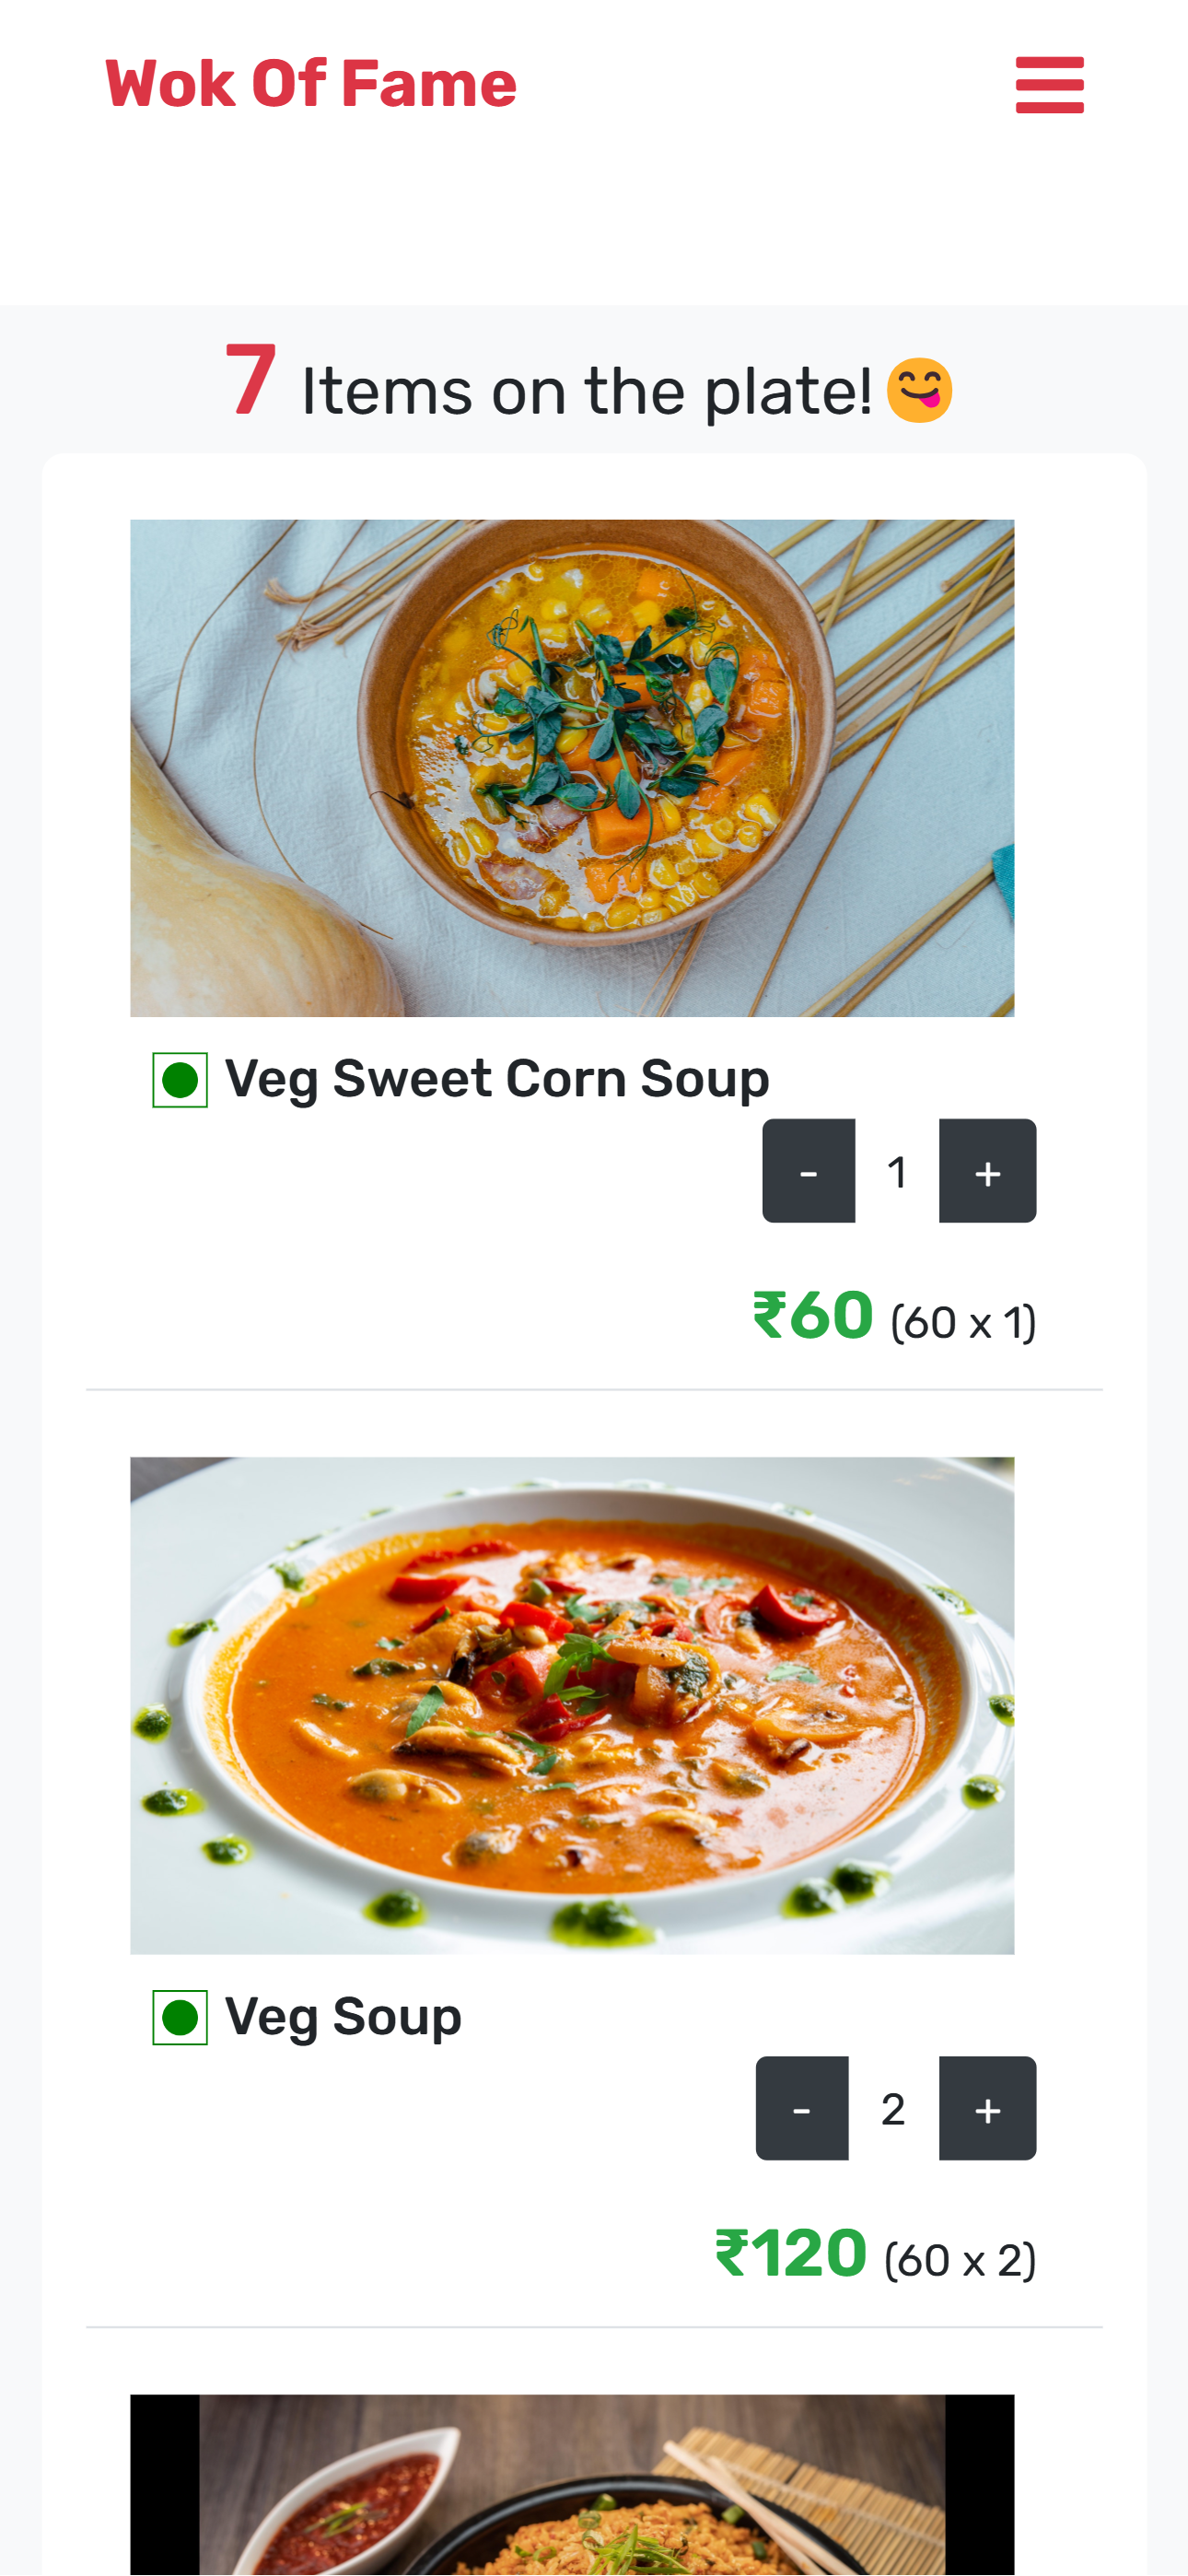 Wok Of Fame
7 Items on the plate! 😋
Veg Sweet Corn Soup
- 1 +
₹60 (60 x 1)
Veg Soup
- 2 +
₹120 (60 x 2)